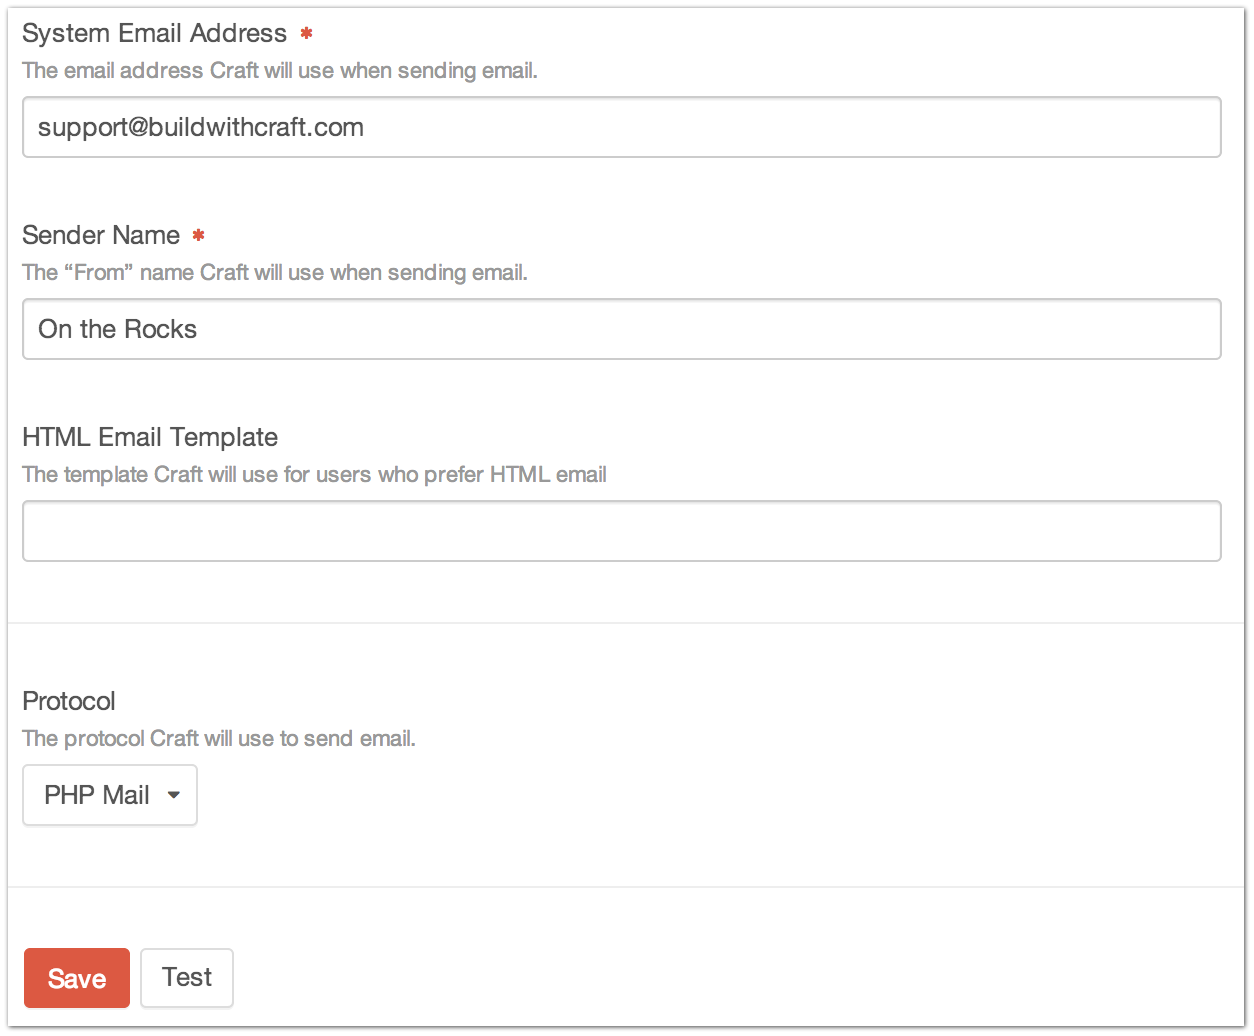 System Email Address *
The email address Craft will use when sending email.
support@buildwithcraft.com
Sender Name *
The “From” name Craft will use when sending email.
On the Rocks
HTML Email Template
The template Craft will use for users who prefer HTML email
Protocol
The protocol Craft will use to send email.
PHP Mail
Save Test